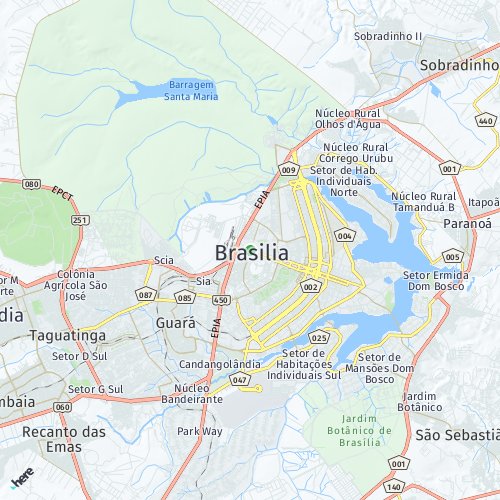 Sobradinho II
Sobradinho
Barragem
Santa Maria
Núcleo Rural
Olhos d'Água
440
Núcleo Rural
Córrego Urubu
Setor de Hab.
Individuais
Norte
009
001
080
EPCT
EPIA
Núcleo Rural
Tamanduá B
Itapoã
251
004
Paranoá
Brasilia
Scia
005
Colônia
Agrícola São
José
Sia
Setor Ermida
Dom Bosco
087
085
450
002
Guará
EPIA
Taguatinga
025
Setor D Sul
Candangolândia
Setor de
Habitações
Individuais Sul
Setor de
Mansões Dom
Bosco
047
Setor G Sul
Núcleo
Bandeirante
Jardim
Botânico
060
Recanto das
Emas
Park Way
Jardim
Botânico de
Brasília
São Sebastiã
001
140
here